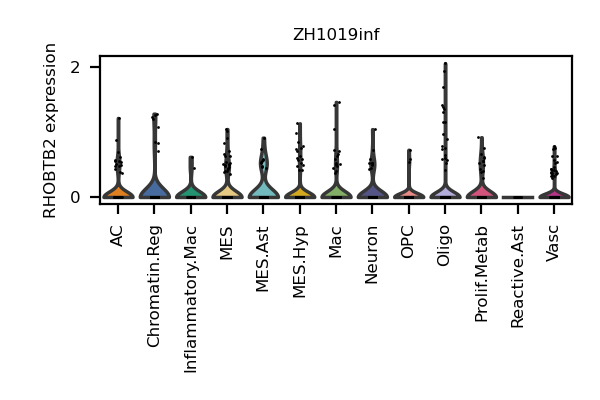 ZH1019inf
RHOBTB2 expression
2
0
AC
Chromatin.Reg
Inflammatory.Mac
MES
MES.Ast
MES.Hyp
Mac
Neuron
OPC
Oligo
Prolif.Metab
Reactive.Ast
Vasc